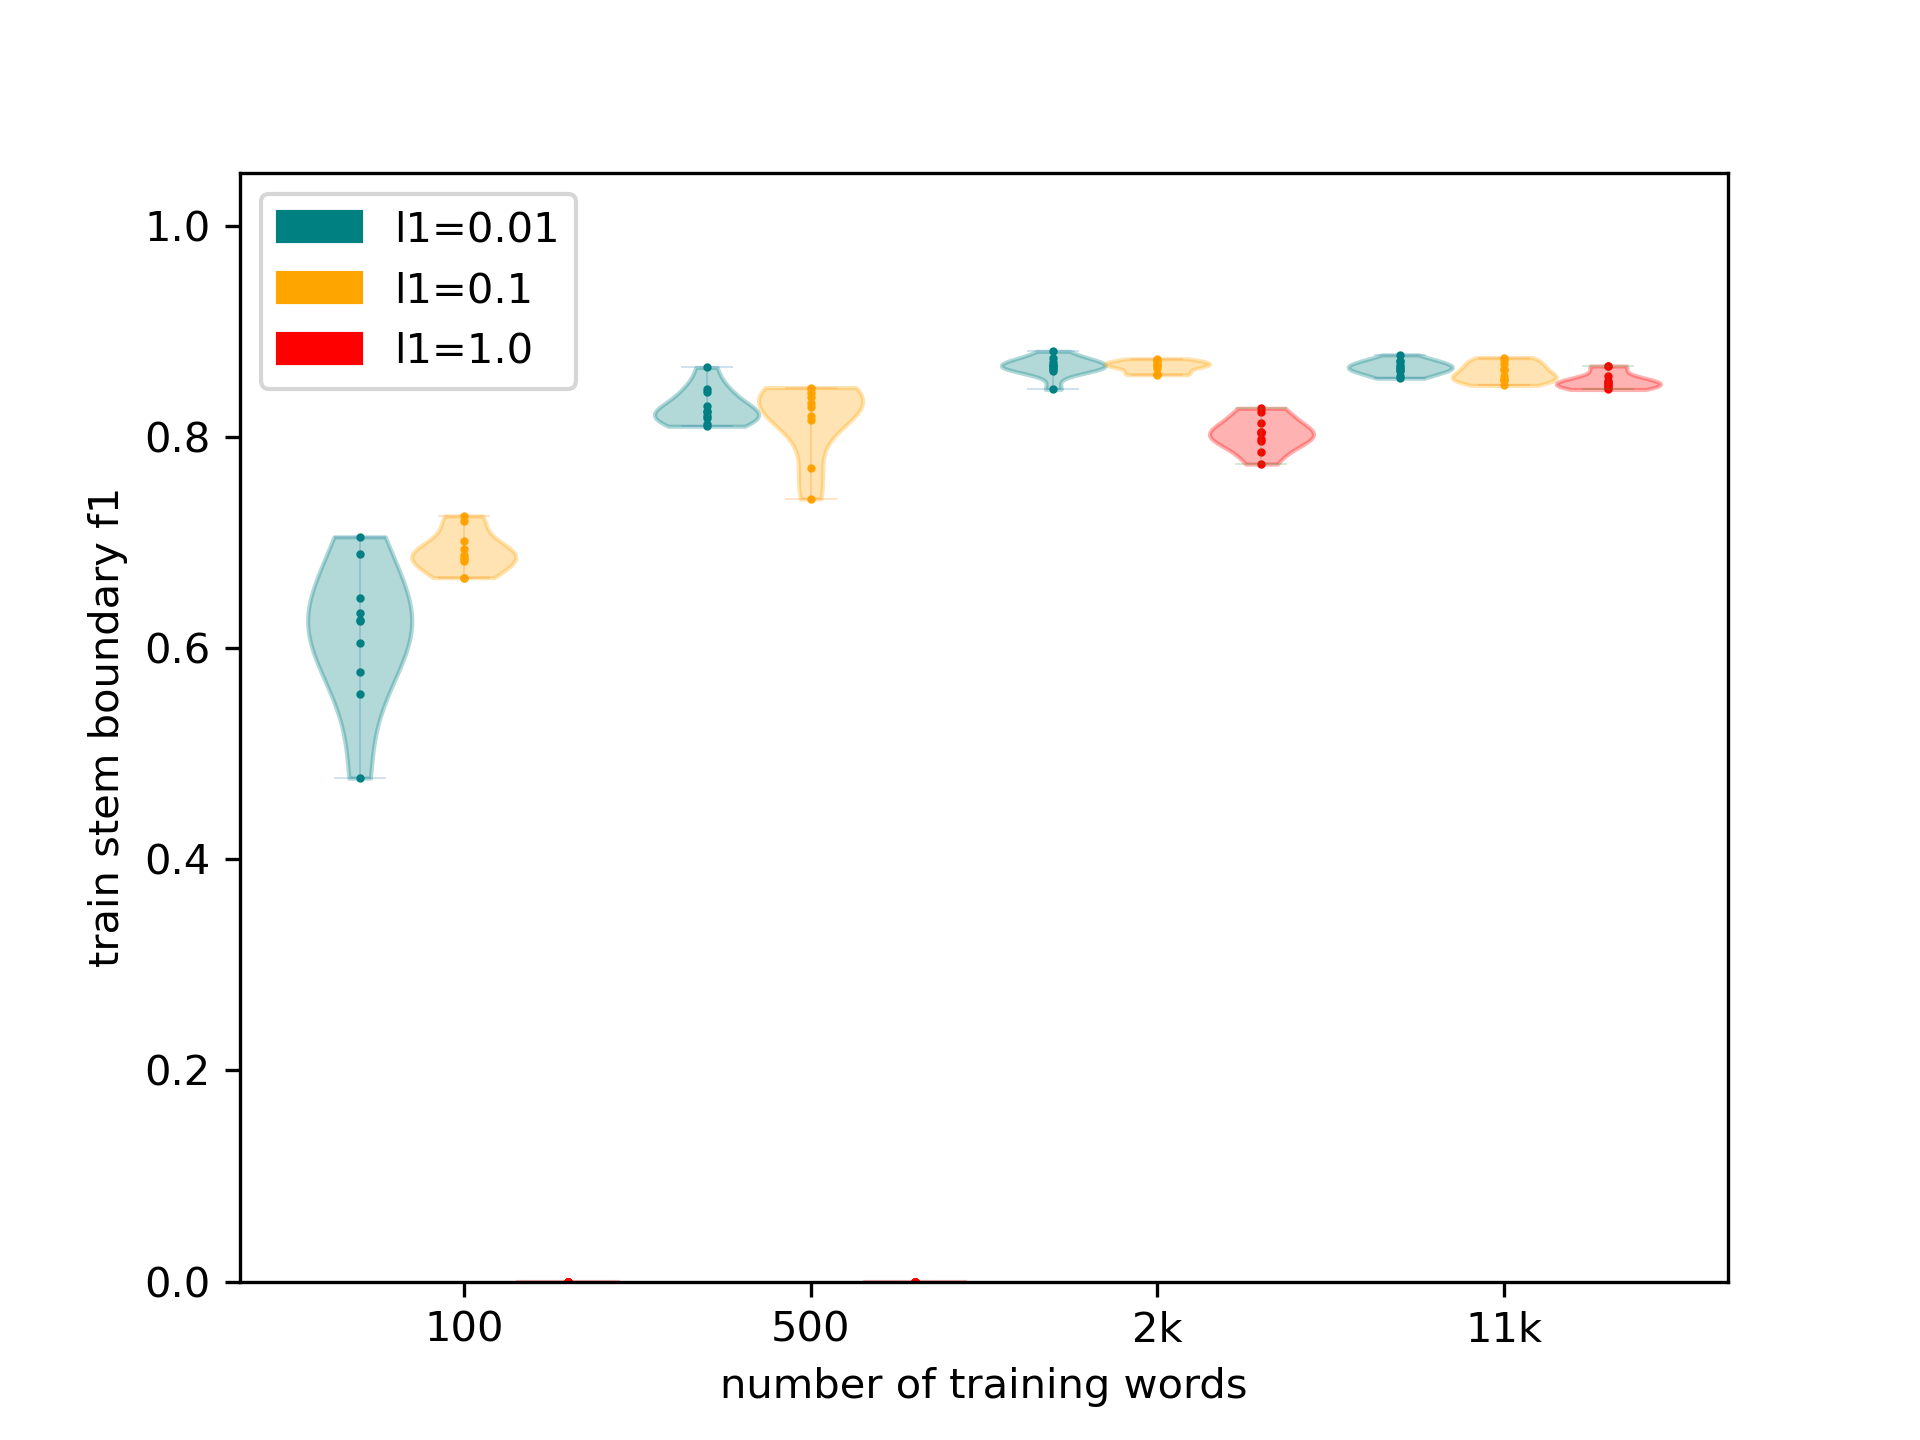 l1=0.01
l1=0.1
l1=1.0
1.0
0.8
0.6
0.4
0.2
0.0
train stem boundary f1
100 500 2k 11k
number of training words